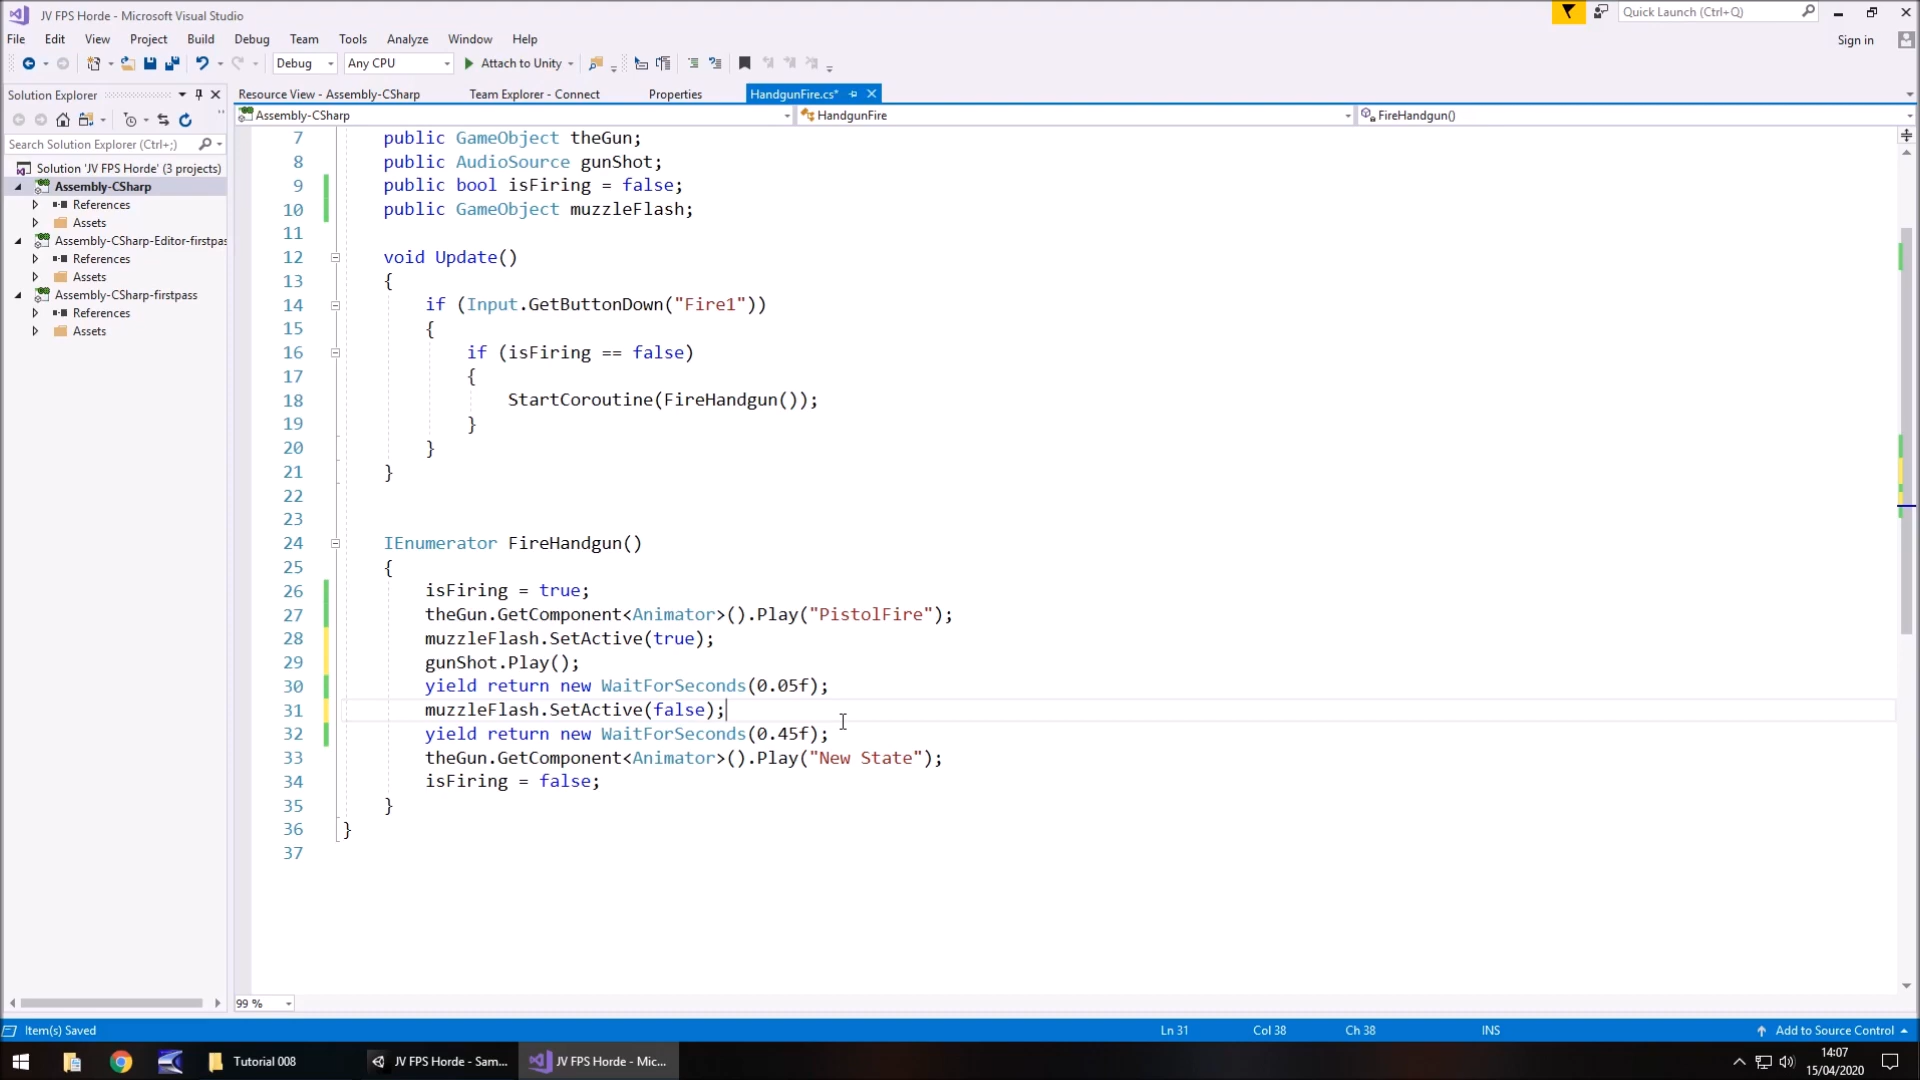 JV FPS Horde - Microsoft Visual Studio
Quick Launch (Ctrl+Q)
File Edit View Project Build Debug Team Tools Analyze Window Help
Sign in
Debug Any CPU Attach to Unity
Solution Explorer
Resource View - Assembly-CSharp Team Explorer - Connect Properties HandgunFire.cs*
Assembly-CSharp HandgunFire FireHandgun()
Search Solution Explorer (Ctrl+;)
Solution 'JV FPS Horde' (3 projects)
Assembly-CSharp
References
Assets
Assembly-CSharp-Editor-firstpas
References
Assets
Assembly-CSharp-firstpass
References
Assets
7 public GameObject theGun;
8 public AudioSource gunShot;
9 public bool isFiring = false;
10 public GameObject muzzleFlash;
11
12 void Update()
13 {
14 if (Input.GetButtonDown("Fire1"))
15 {
16 if (isFiring == false)
17 {
18 StartCoroutine(FireHandgun());
19 }
20 }
21 }
22
23
24 IEnumerator FireHandgun()
25 {
26 isFiring = true;
27 theGun.GetComponent<Animator>().Play("PistolFire");
28 muzzleFlash.SetActive(true);
29 gunShot.Play();
30 yield return new WaitForSeconds(0.05f);
31 muzzleFlash.SetActive(false);
32 yield return new WaitForSeconds(0.45f);
33 theGun.GetComponent<Animator>().Play("New State");
34 isFiring = false;
35 }
36 }
37
99 %
Item(s) Saved Ln 31 Col 38 Ch 38 INS Add to Source Control
Tutorial 008 JV FPS Horde - Sam... JV FPS Horde - Mic...
14:07
15/04/2020